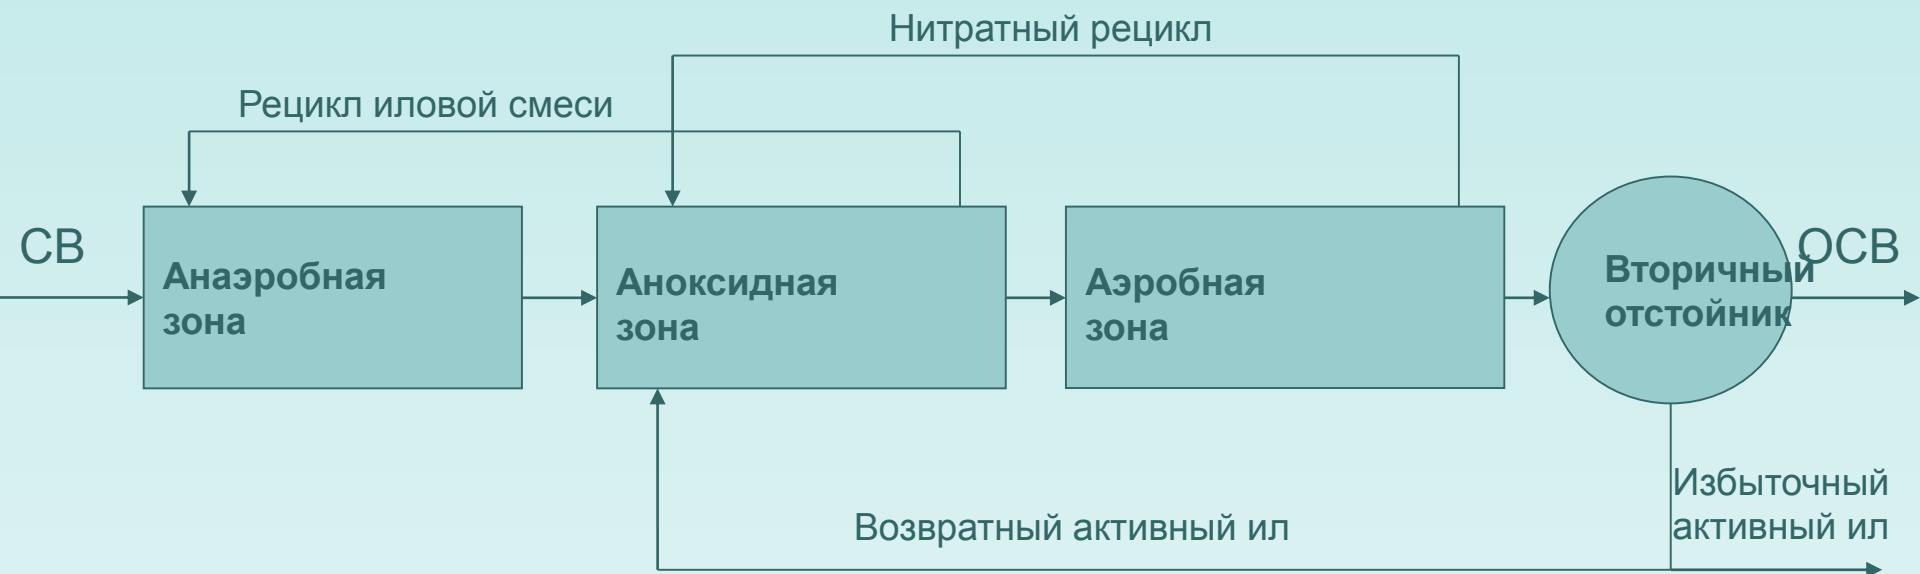 Нитратный рецикл
Рецикл иловой смеси
СВ
Анаэробная
зона
Аноксидная
зона
Аэробная
зона
Вторичный
отстойник
ОСВ
Возвратный активный ил
Избыточный
активный ил